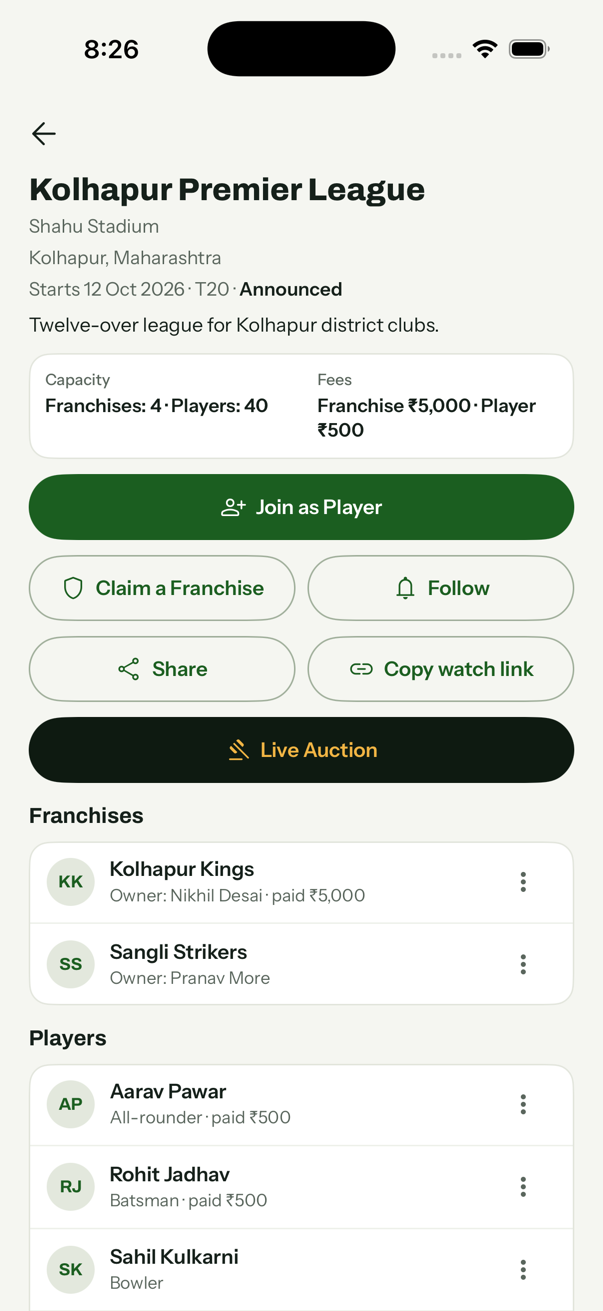 8:26
Kolhapur Premier League
Shahu Stadium
Kolhapur, Maharashtra
Starts 12 Oct 2026 · T20 · Announced
Twelve-over league for Kolhapur district clubs.
Capacity
Franchises: 4 · Players: 40
Fees
Franchise ₹5,000 · Player
₹500
Join as Player
Claim a Franchise
Follow
Share
Copy watch link
Live Auction
Franchises
KK
Kolhapur Kings
Owner: Nikhil Desai · paid ₹5,000
SS
Sangli Strikers
Owner: Pranav More
Players
AP
Aarav Pawar
All-rounder · paid ₹500
RJ
Rohit Jadhav
Batsman · paid ₹500
SK
Sahil Kulkarni
Bowler